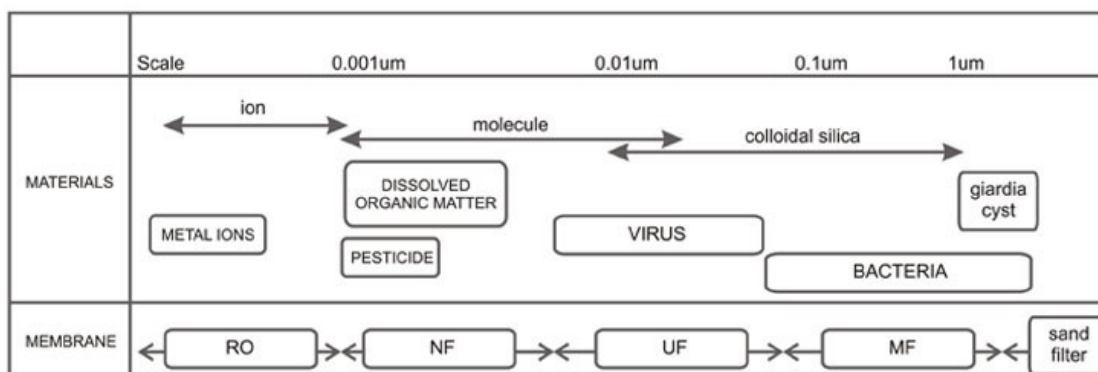 Scale 0.001um 0.01um 0.1um 1um
MATERIALS
ion
molecule
colloidal silica
DISSOLVED
ORGANIC MATTER
giardia
cyst
METAL IONS
VIRUS
PESTICIDE
BACTERIA
MEMBRANE
RO NF UF MF
sand
filter